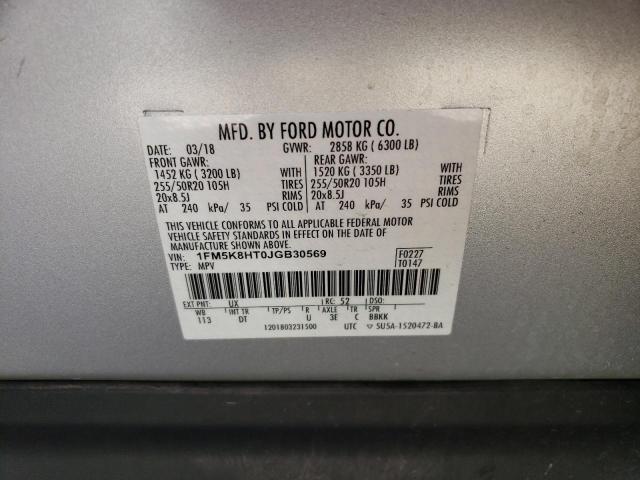 MFD. BY FORD MOTOR CO.
DATE: 03/18 GVWR: 2858 KG ( 6300 LB)
FRONT GAWR: REAR GAWR:
1452 KG ( 3200 LB) WITH 1520 KG ( 3350 LB) WITH
255/50R20 105H TIRES 255/50R20 105H TIRES
20x8.5J RIMS 20x8.5J RIMS
AT 240 kPa/ 35 PSI COLD AT 240 kPa/ 35 PSI COLD
THIS VEHICLE CONFORMS TO ALL APPLICABLE FEDERAL MOTOR
VEHICLE SAFETY STANDARDS IN EFFECT ON THE DATE OF
MANUFACTURE SHOWN ABOVE.
VIN: 1FM5K8HT0JGB30569 F0227
TYPE: MPV T0147
EXT PNT: UX RC: 52 DSO:
WB INT TR TP/PS R AXLE TR SPR
113 DT U 3E C BBKK
1201803231500 UTC SU5A-1520472-BA